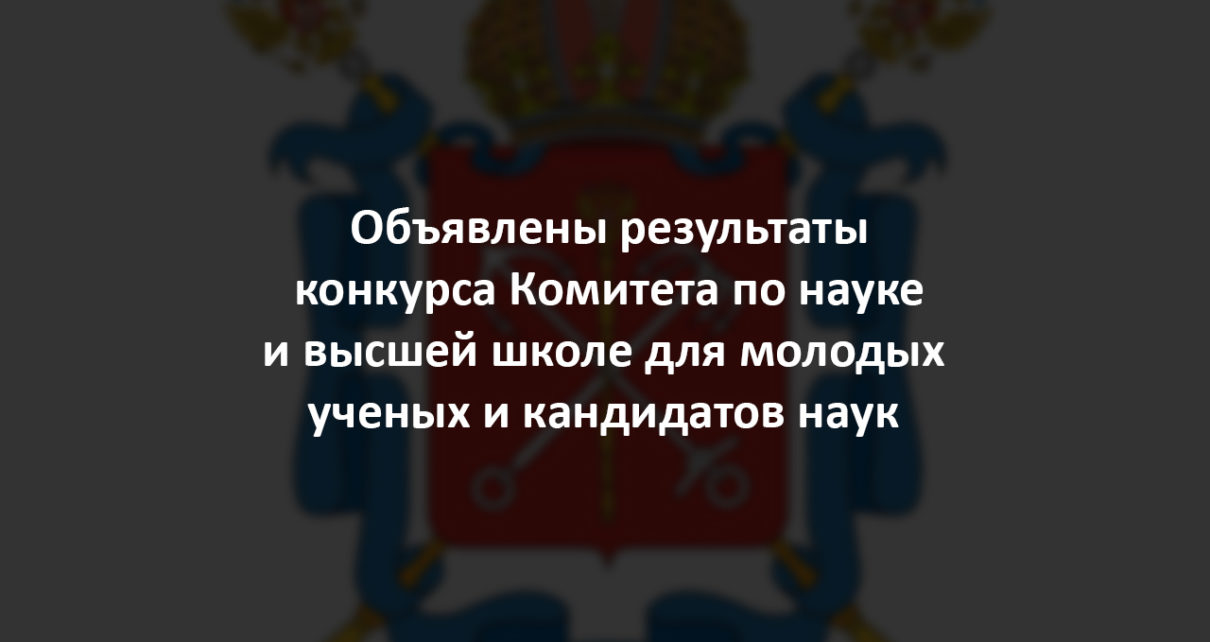 Объявлены результаты
конкурса Комитета по науке
и высшей школе для молодых
ученых и кандидатов наук